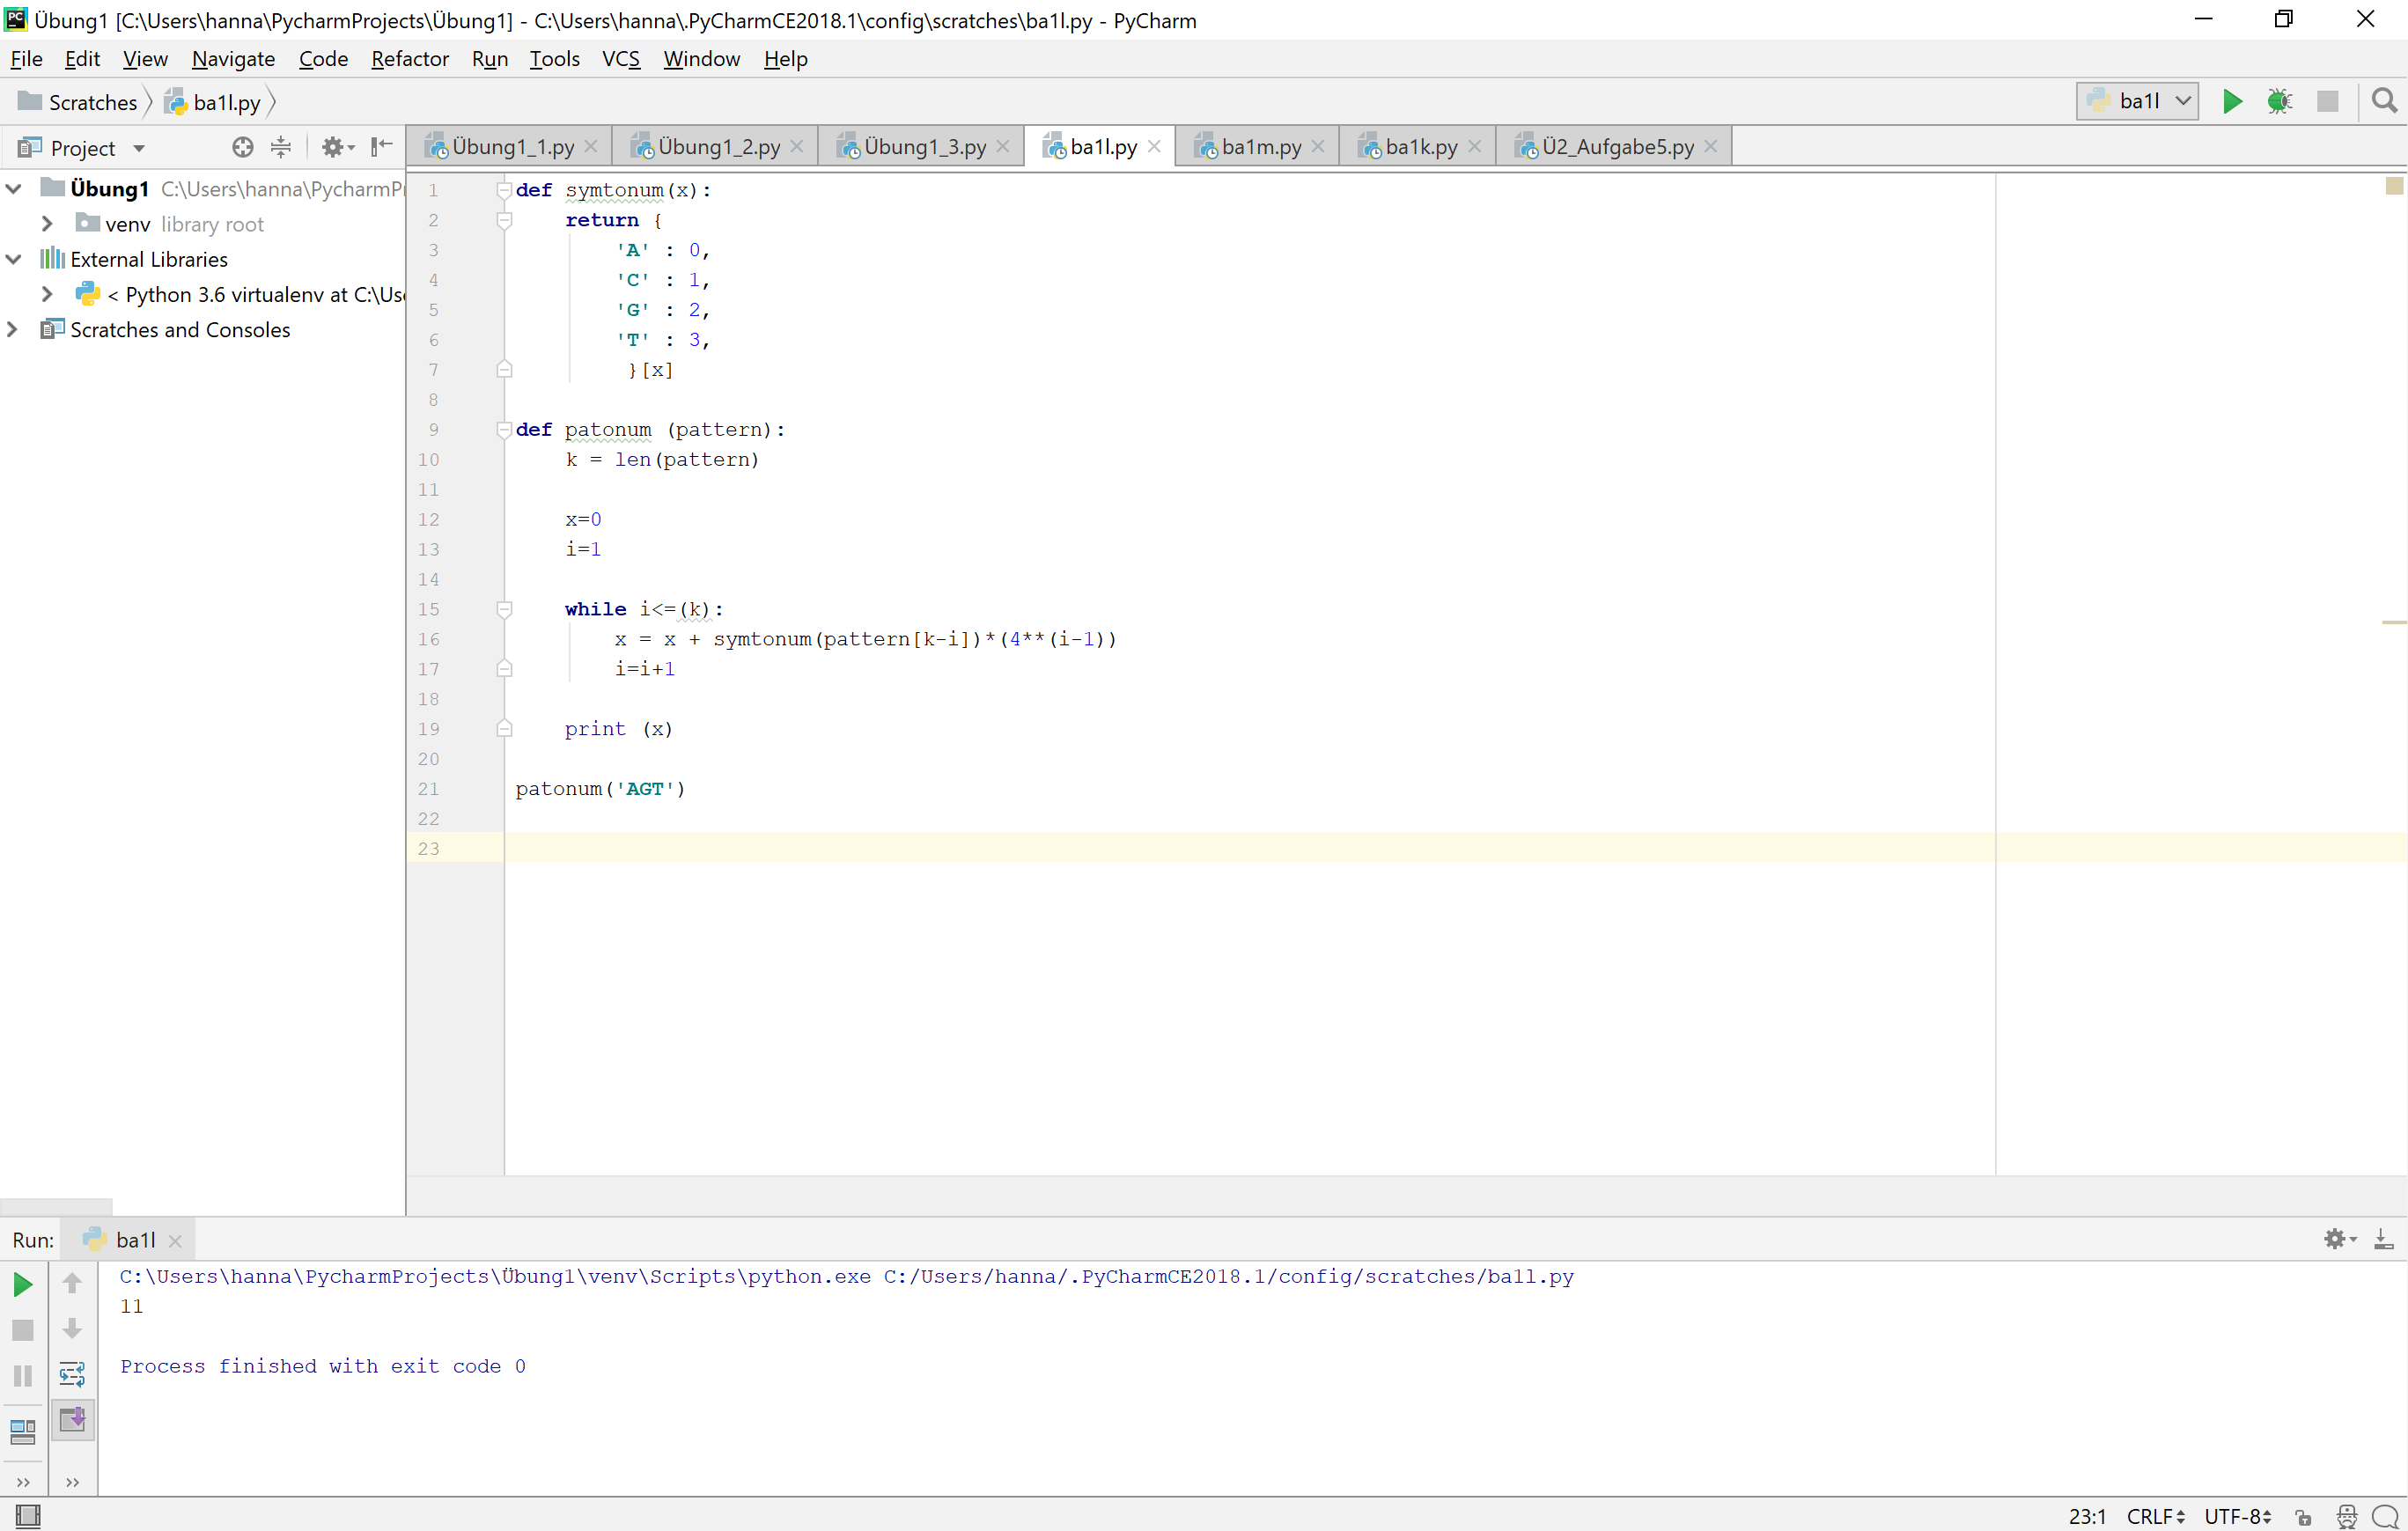 Übung1 [C:\Users\hanna\PycharmProjects\Übung1] - C:\Users\hanna\.PyCharmCE2018.1\config\scratches\ba1l.py - PyCharm
File Edit View Navigate Code Refactor Run Tools VCS Window Help
Scratches ba1l.py ba1l
Project Übung1_1.py Übung1_2.py Übung1_3.py ba1l.py ba1m.py ba1k.py Ü2_Aufgabe5.py
Übung1 C:\Users\hanna\PycharmPr
venv library root
External Libraries
< Python 3.6 virtualenv at C:\Use
Scratches and Consoles
1 def symtonum(x):
2 return {
3 'A' : 0,
4 'C' : 1,
5 'G' : 2,
6 'T' : 3,
7 }[x]
8
9 def patonum (pattern):
10 k = len(pattern)
11
12 x=0
13 i=1
14
15 while i<=(k):
16 x = x + symtonum(pattern[k-i])*(4**(i-1))
17 i=i+1
18
19 print (x)
20
21 patonum('AGT')
22
23
Run: ba1l
C:\Users\hanna\PycharmProjects\Übung1\venv\Scripts\python.exe C:/Users/hanna/.PyCharmCE2018.1/config/scratches/ba1l.py
11
Process finished with exit code 0
23:1 CRLF UTF-8